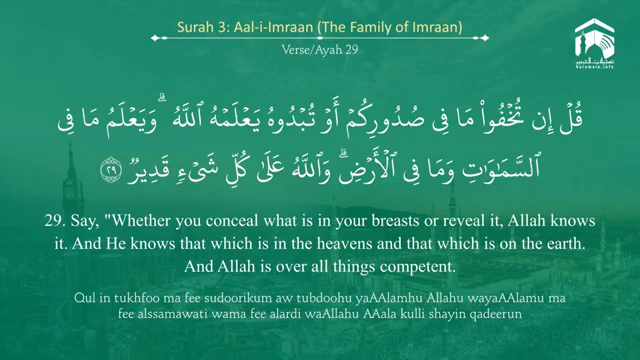 Surah 3: Aal-i-Imraan (The Family of Imraan)
Verse/Ayah 29
haramain.info
قُلْ إِن تُخْفُوا۟ مَا فِى صُدُورِكُمْ أَوْ تُبْدُوهُ يَعْلَمْهُ ٱللَّهُ ۗ وَيَعْلَمُ مَا فِى
ٱلسَّمَٰوَٰتِ وَمَا فِى ٱلْأَرْضِ ۗ وَٱللَّهُ عَلَىٰ كُلِّ شَىْءٍ قَدِيرٌ ٢٩
29. Say, "Whether you conceal what is in your breasts or reveal it, Allah knows
it. And He knows that which is in the heavens and that which is on the earth.
And Allah is over all things competent.
Qul in tukhfoo ma fee sudoorikum aw tubdoohu yaAAlamhu Allahu wayaAAlamu ma
fee alssamawati wama fee alardi waAllahu AAala kulli shayin qadeerun